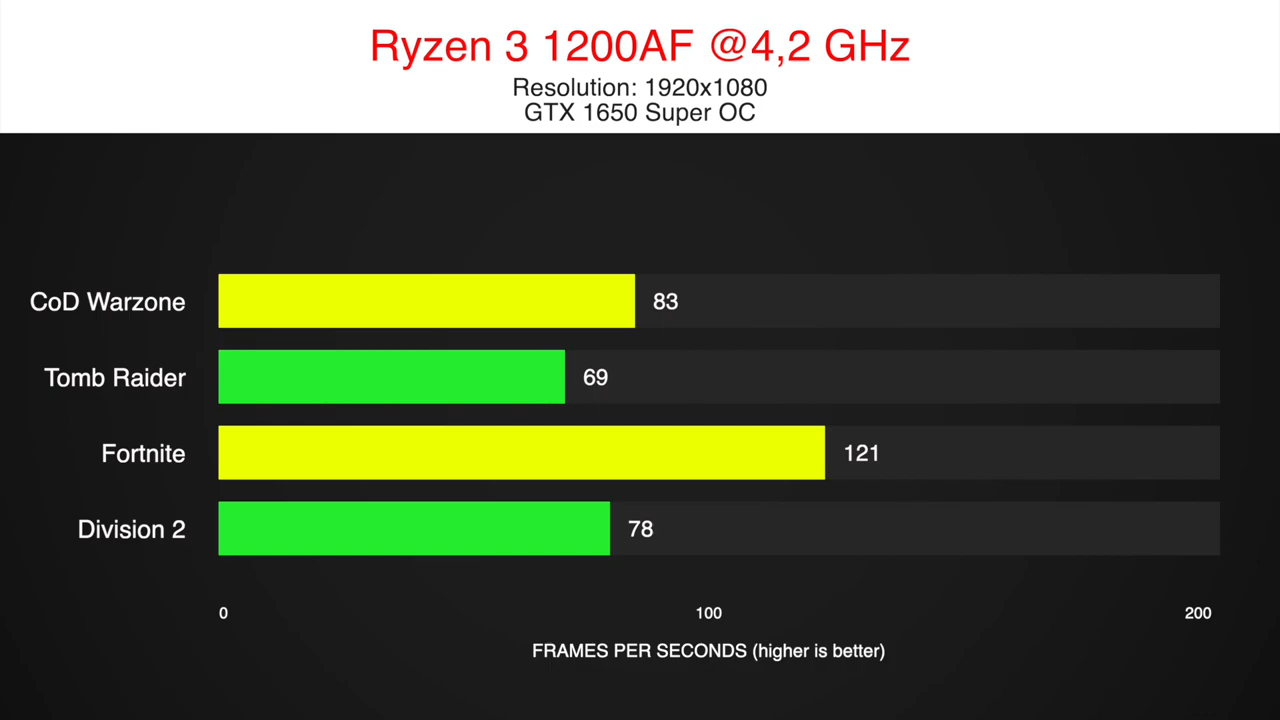 Ryzen 3 1200AF @4,2 GHz
Resolution: 1920x1080
GTX 1650 Super OC
CoD Warzone 83
Tomb Raider 69
Fortnite 121
Division 2 78
0 100 200
FRAMES PER SECONDS (higher is better)